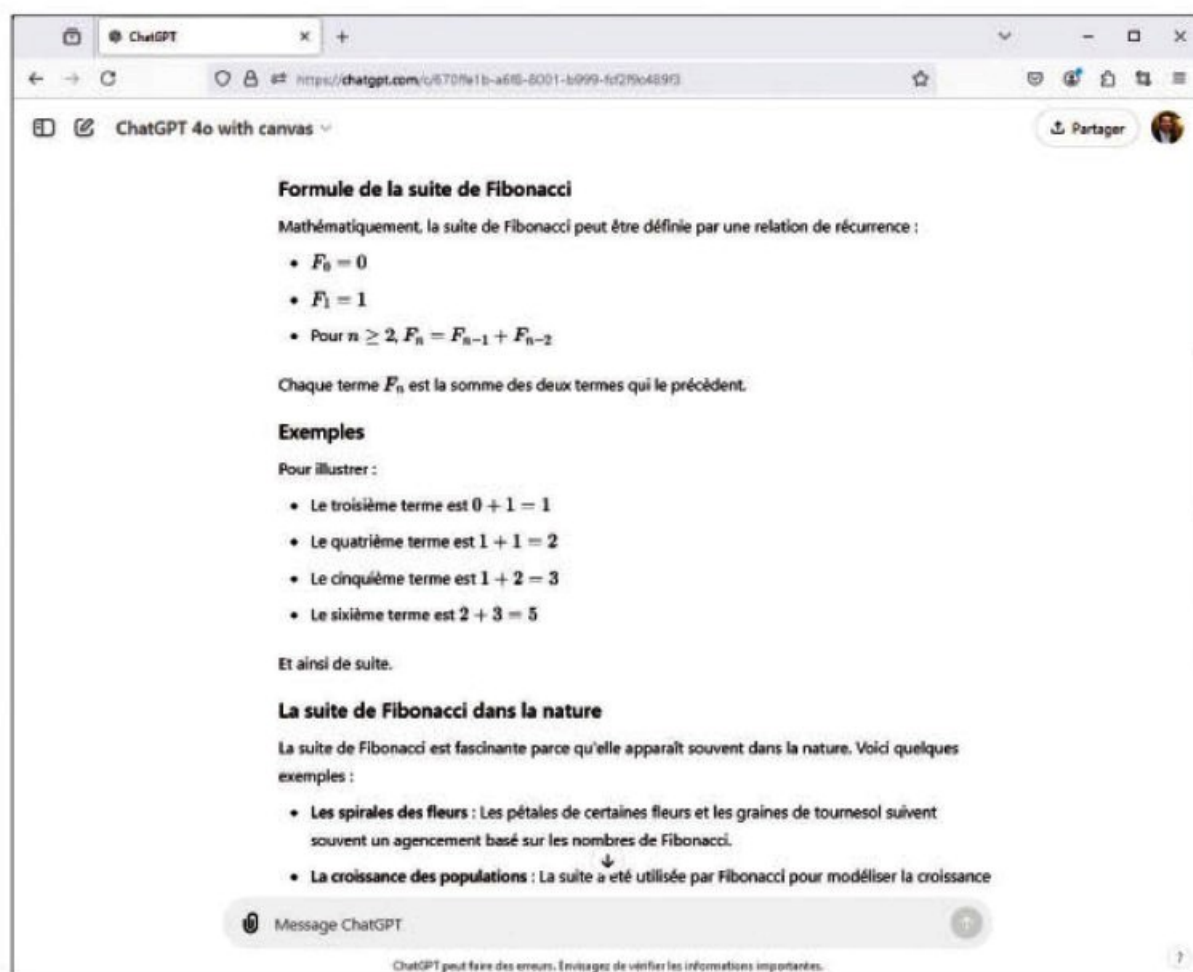 ChatGPT
ChatGPT 4o with canvas
Partager
Formule de la suite de Fibonacci
Mathématiquement, la suite de Fibonacci peut être définie par une relation de récurrence :
• F₀ = 0
• F₁ = 1
• Pour n ≥ 2, Fₙ = Fₙ₋₁ + Fₙ₋₂
Chaque terme Fₙ est la somme des deux termes qui le précèdent.
Exemples
Pour illustrer :
• Le troisième terme est 0 + 1 = 1
• Le quatrième terme est 1 + 1 = 2
• Le cinquième terme est 1 + 2 = 3
• Le sixième terme est 2 + 3 = 5
Et ainsi de suite.
La suite de Fibonacci dans la nature
La suite de Fibonacci est fascinante parce qu'elle apparaît souvent dans la nature. Voici quelques
exemples :
• Les spirales des fleurs : Les pétales de certaines fleurs et les graines de tournesol suivent
souvent un agencement basé sur les nombres de Fibonacci.
• La croissance des populations : La suite a été utilisée par Fibonacci pour modéliser la croissance
Message ChatGPT
ChatGPT peut faire des erreurs. Envisagez de vérifier les informations importantes.
?